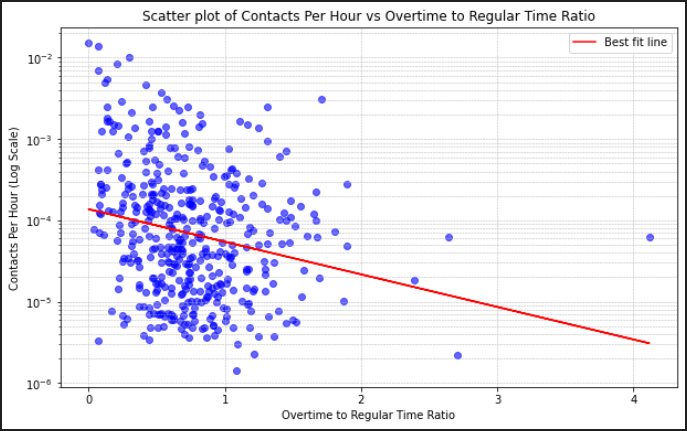 Scatter plot of Contacts Per Hour vs Overtime to Regular Time Ratio
Best fit line
Contacts Per Hour (Log Scale)
10⁻²
10⁻³
10⁻⁴
10⁻⁵
10⁻⁶
0 1 2 3 4
Overtime to Regular Time Ratio